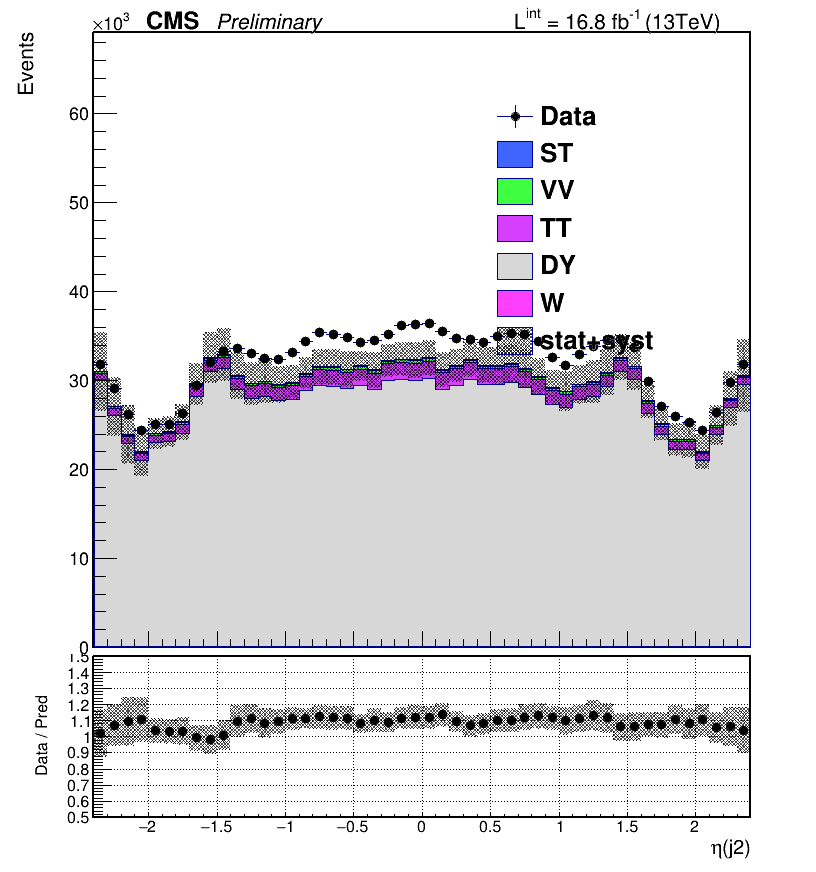 ×10³ CMS Preliminary L^int = 16.8 fb⁻¹ (13TeV)
Events
60
50
40
30
20
10
0
Data
ST
VV
TT
DY
W
stat+syst
Data / Pred
1.5
1.4
1.3
1.2
1.1
1
0.9
0.8
0.7
0.6
0.5
−2 −1.5 −1 −0.5 0 0.5 1 1.5 2
η(j2)